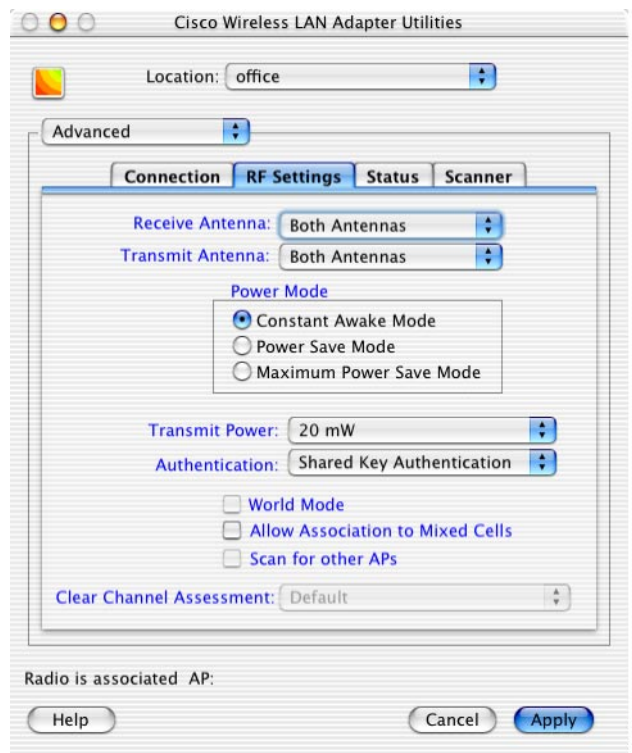 Cisco Wireless LAN Adapter Utilities
Location: office
Advanced
Connection RF Settings Status Scanner
Receive Antenna: Both Antennas
Transmit Antenna: Both Antennas
Power Mode
Constant Awake Mode
Power Save Mode
Maximum Power Save Mode
Transmit Power: 20 mW
Authentication: Shared Key Authentication
World Mode
Allow Association to Mixed Cells
Scan for other APs
Clear Channel Assessment: Default
Radio is associated AP:
Help Cancel Apply